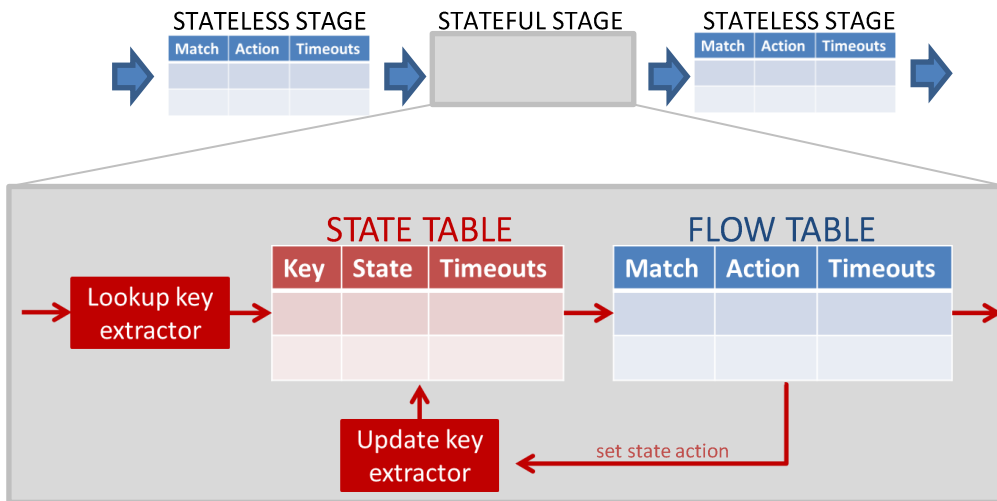 STATELESS STAGE
STATEFUL STAGE
STATELESS STAGE
Match Action Timeouts
Match Action Timeouts
STATE TABLE
FLOW TABLE
Key State Timeouts
Match Action Timeouts
Lookup key
extractor
Update key
extractor
set state action